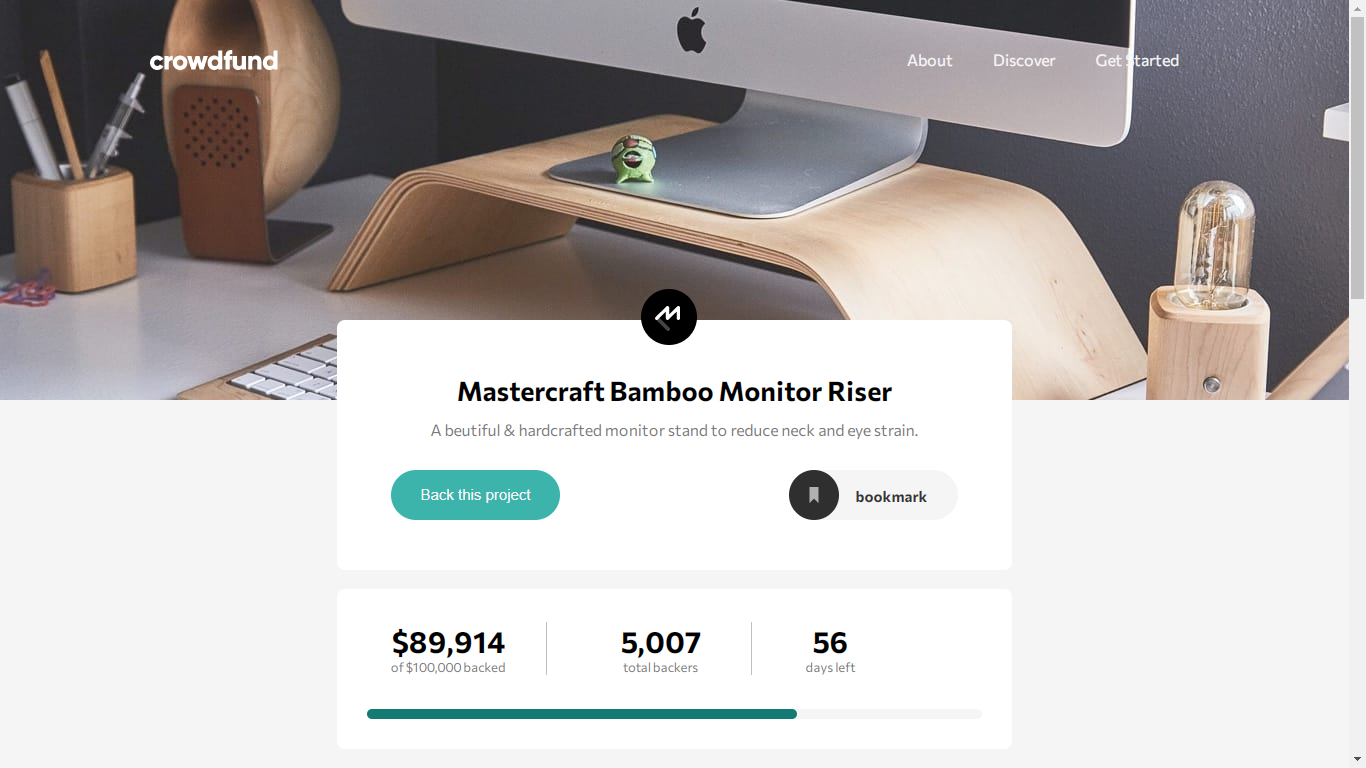 crowdfund
About Discover Get Started
Mastercraft Bamboo Monitor Riser
A beutiful & hardcrafted monitor stand to reduce neck and eye strain.
Back this project
bookmark
$89,914
of $100,000 backed
5,007
total backers
56
days left